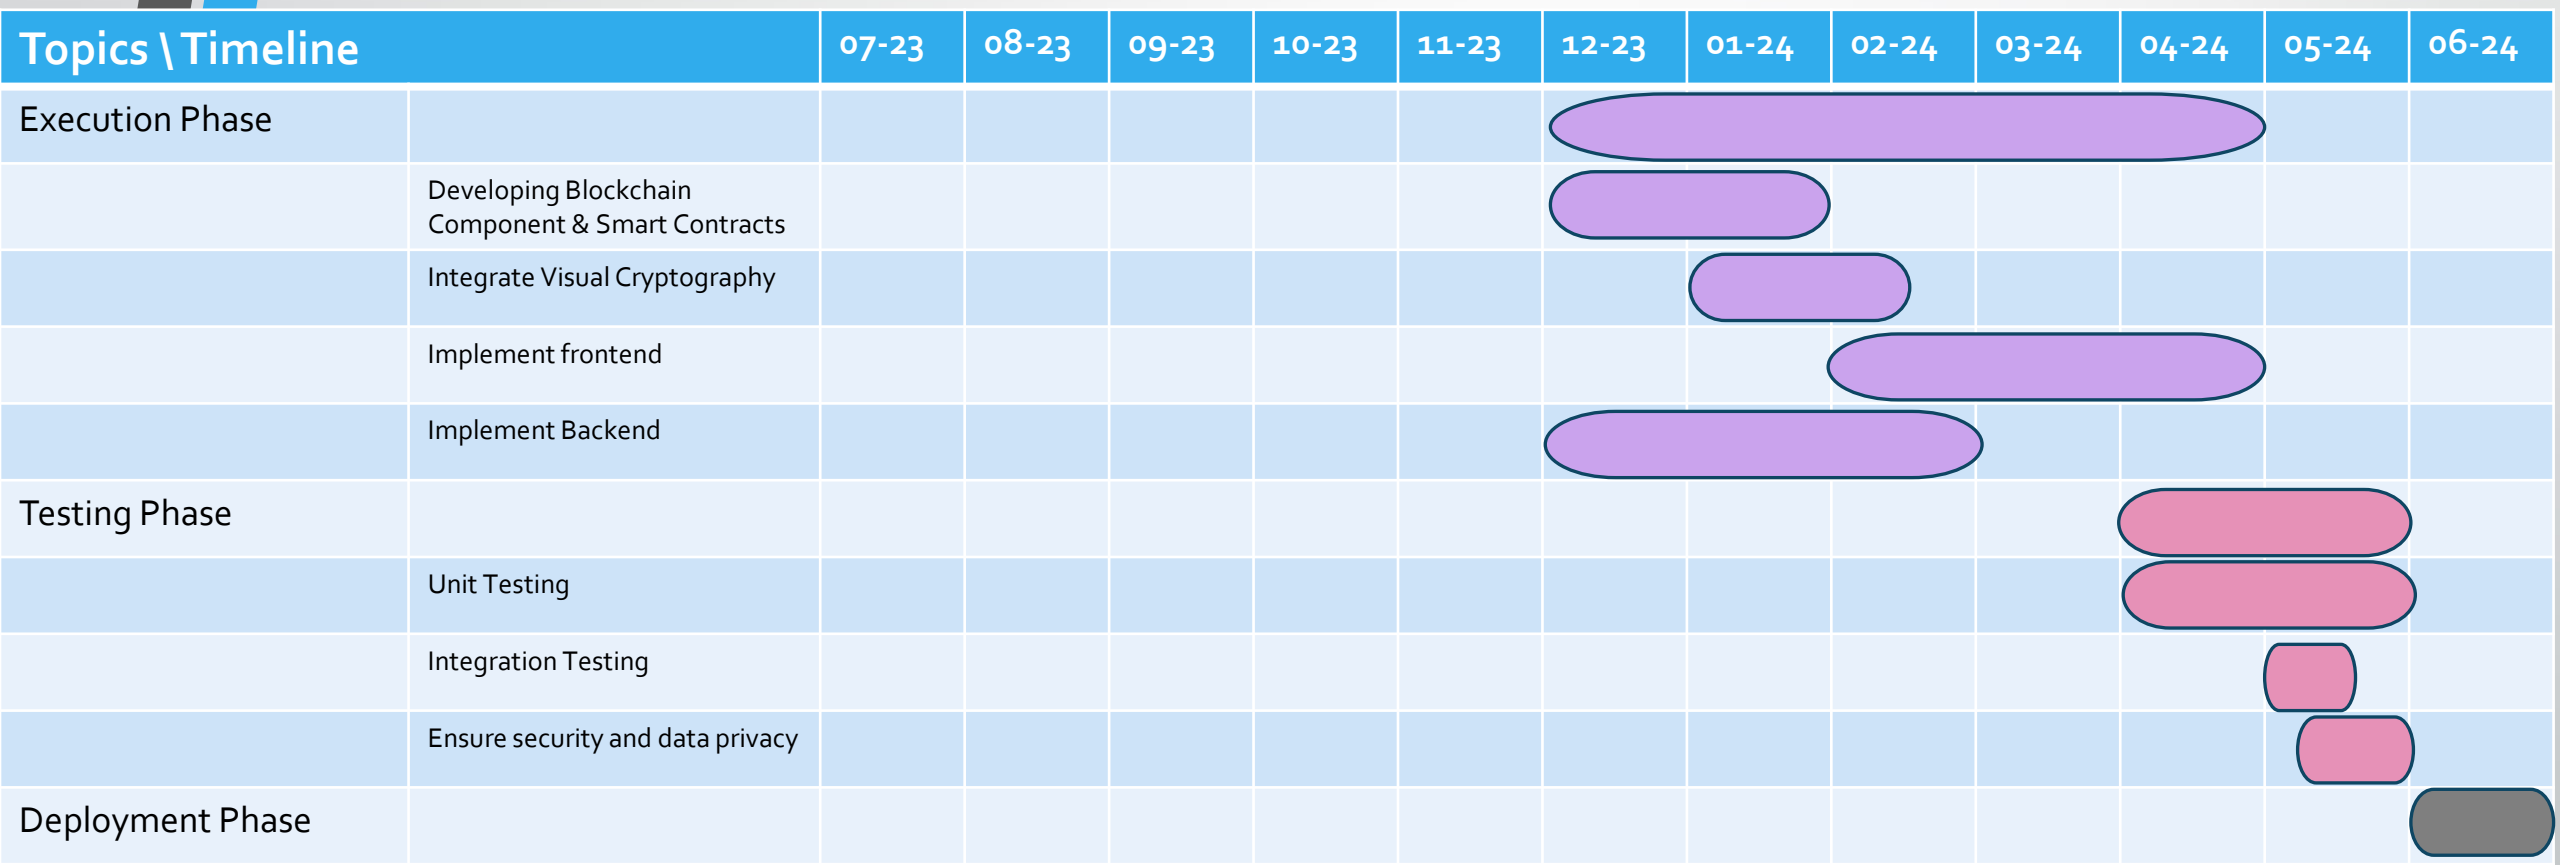 Topics \ Timeline 07-23 08-23 09-23 10-23 11-23 12-23 01-24 02-24 03-24 04-24 05-24 06-24
Execution Phase
Developing Blockchain
Component & Smart Contracts
Integrate Visual Cryptography
Implement frontend
Implement Backend
Testing Phase
Unit Testing
Integration Testing
Ensure security and data privacy
Deployment Phase